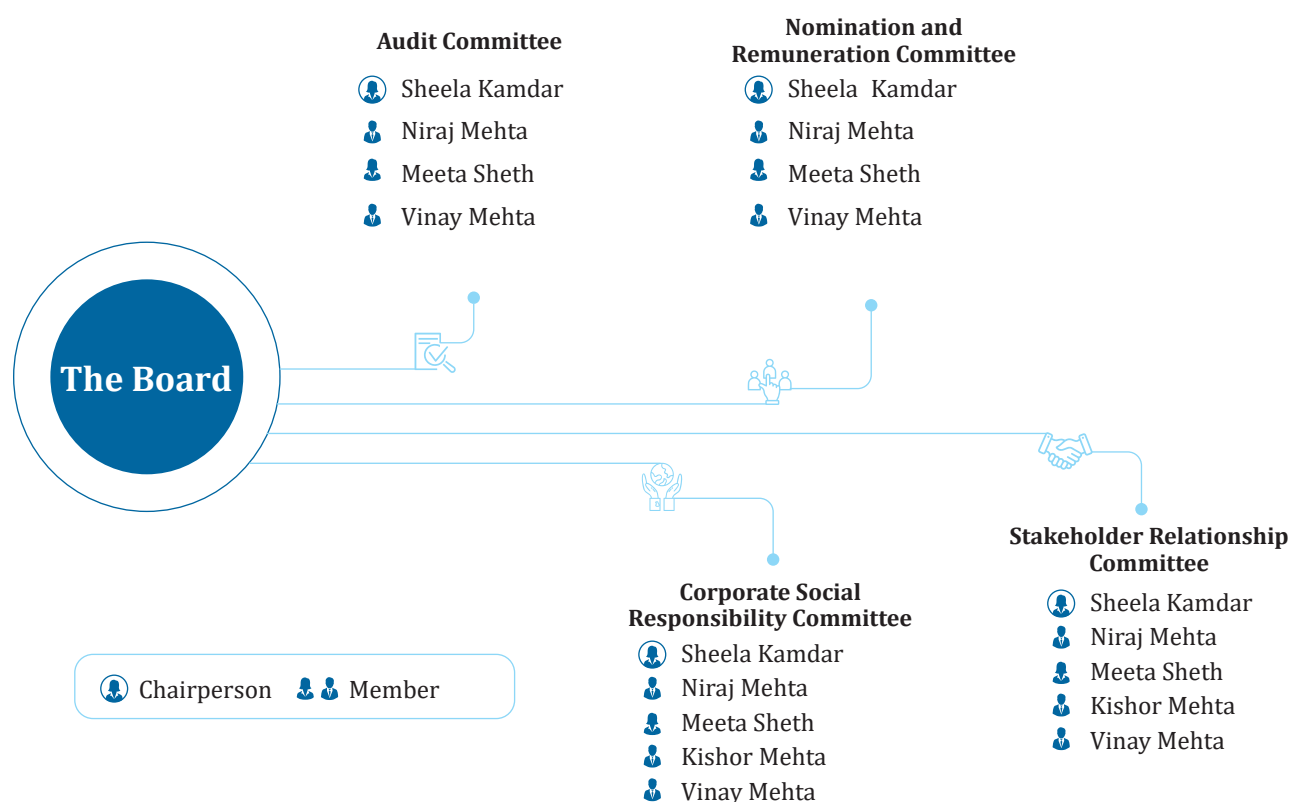 Audit Committee
Sheela Kamdar
Niraj Mehta
Meeta Sheth
Vinay Mehta
Nomination and
Remuneration Committee
Sheela Kamdar
Niraj Mehta
Meeta Sheth
Vinay Mehta
The Board
Corporate Social
Responsibility Committee
Sheela Kamdar
Niraj Mehta
Meeta Sheth
Kishor Mehta
Vinay Mehta
Stakeholder Relationship
Committee
Sheela Kamdar
Niraj Mehta
Meeta Sheth
Kishor Mehta
Vinay Mehta
Chairperson Member